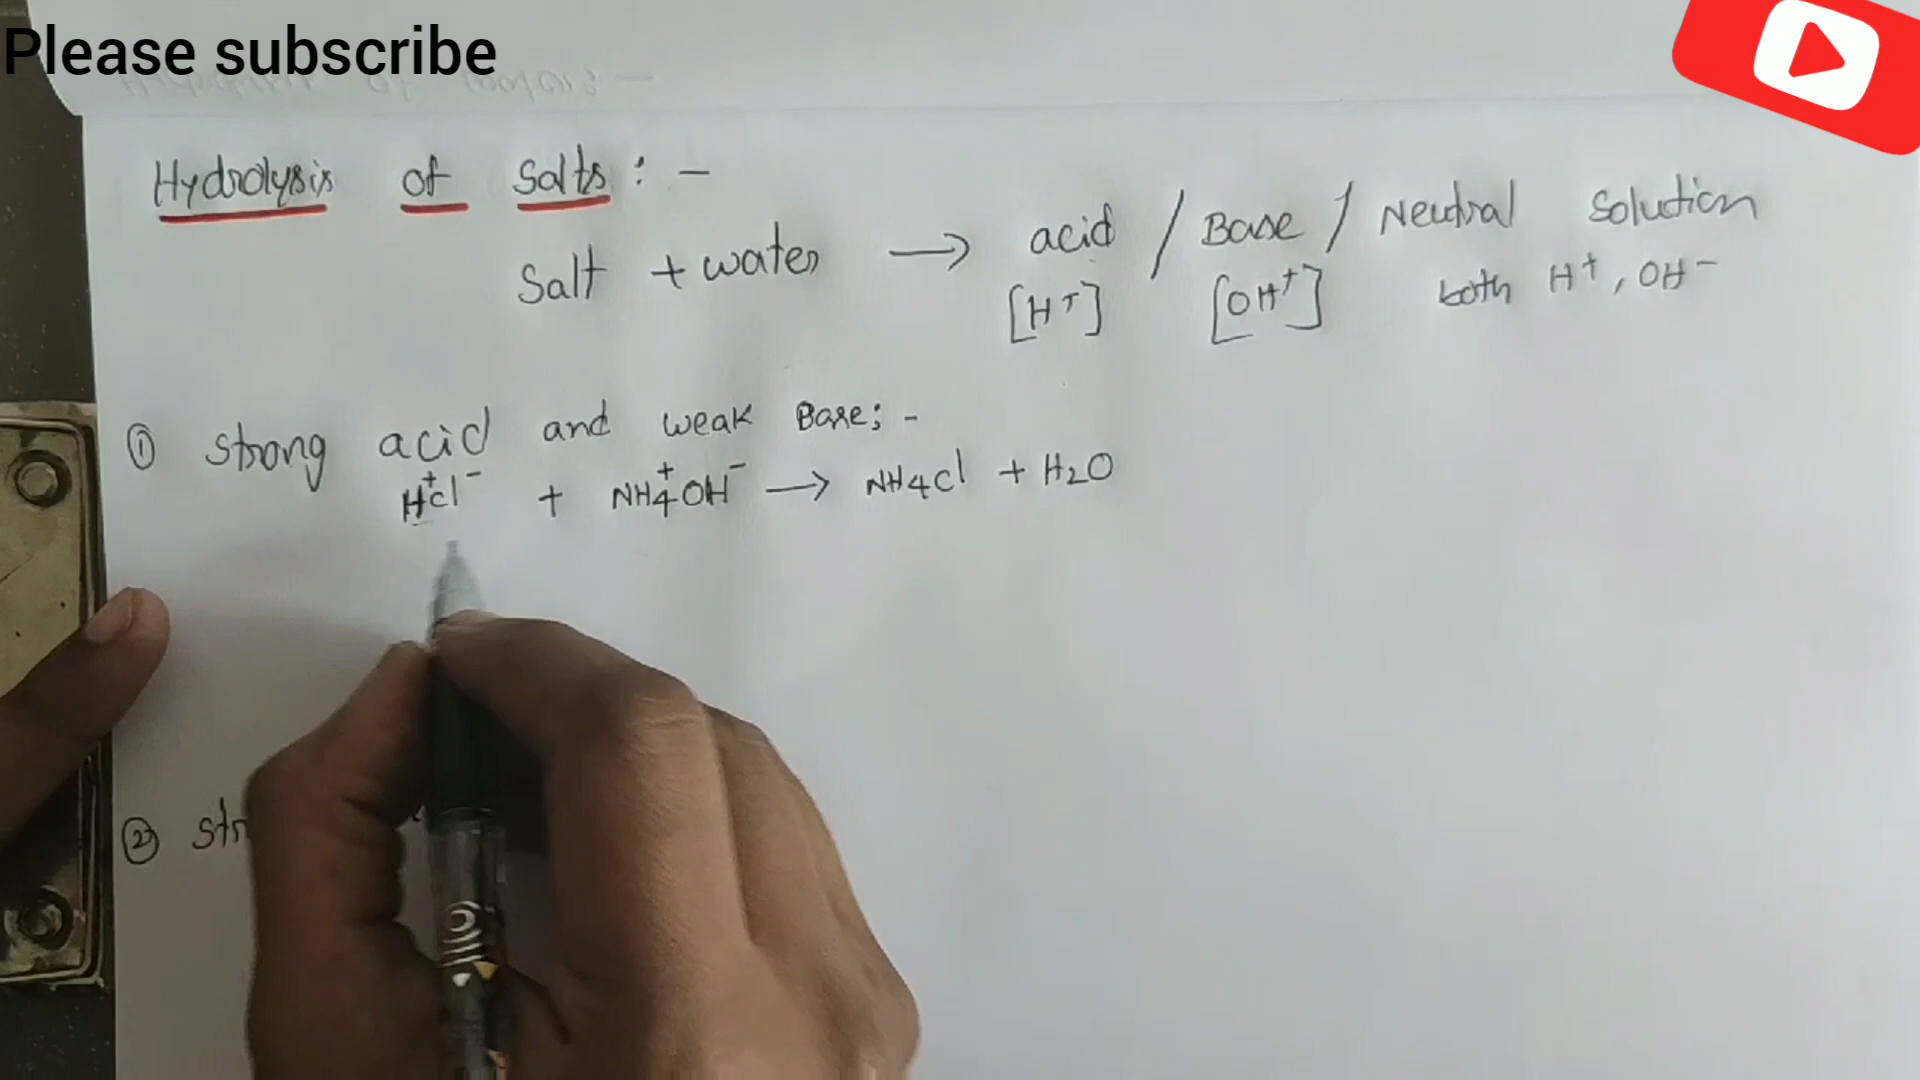 Please subscribe
Hydrolysis of Salts : -
Salt + water → acid / Base / Neutral Solution
[H⁺] [OH⁺] both H⁺, OH⁻
① strong acid and weak Base; -
H⁺Cl⁻ + NH₄⁺OH⁻ → NH4Cl + H₂O
②